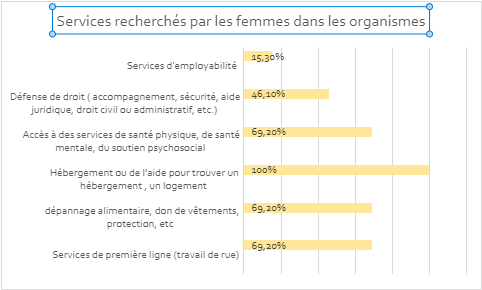 Services recherchés par les femmes dans les organismes
Services d'employabilité
15,30%
Défense de droit ( accompagnement, sécurité, aide
juridique, droit civil ou administratif, etc.)
46,10%
Accès à des services de santé physique, de santé
mentale, du soutien psychosocial
69,20%
Hébergement ou de l'aide pour trouver un
hébergement , un logement
100%
dépannage alimentaire, don de vêtements,
protection, etc
69,20%
Services de première ligne (travail de rue)
69,20%